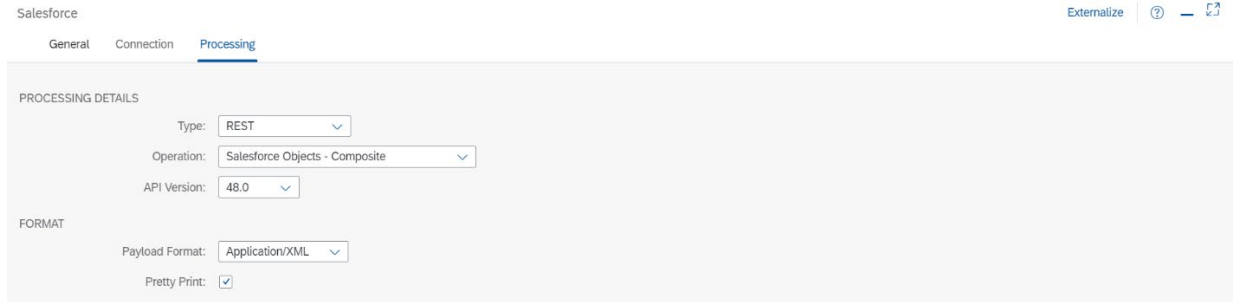 Salesforce Externalize
General Connection Processing
PROCESSING DETAILS
Type: REST
Operation: Salesforce Objects - Composite
API Version: 48.0
FORMAT
Payload Format: Application/XML
Pretty Print: